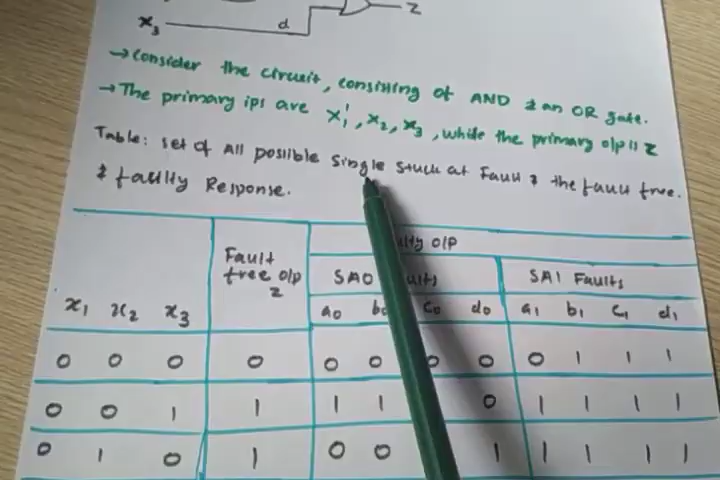 x₃ d z
→ Consider the circuit, consisting of AND & an OR gate.
→ The primary ips are x₁', x₂, x₃, while the primary o/p is z
Table: set of All possible Single stuck at Fault & the fault free.
& faulty Response.
Fault free o/p z
o/p
SA0
SA1 Faults
x₁ x₂ x₃ a₀ b₀ c₀ d₀ a₁ b₁ c₁ d₁
0 0 0 0 0 0 0 0 0 1 1 1
0 0 1 1 1 1 0 1 1 1 1
0 1 0 1 0 0 1 1 1 1 1